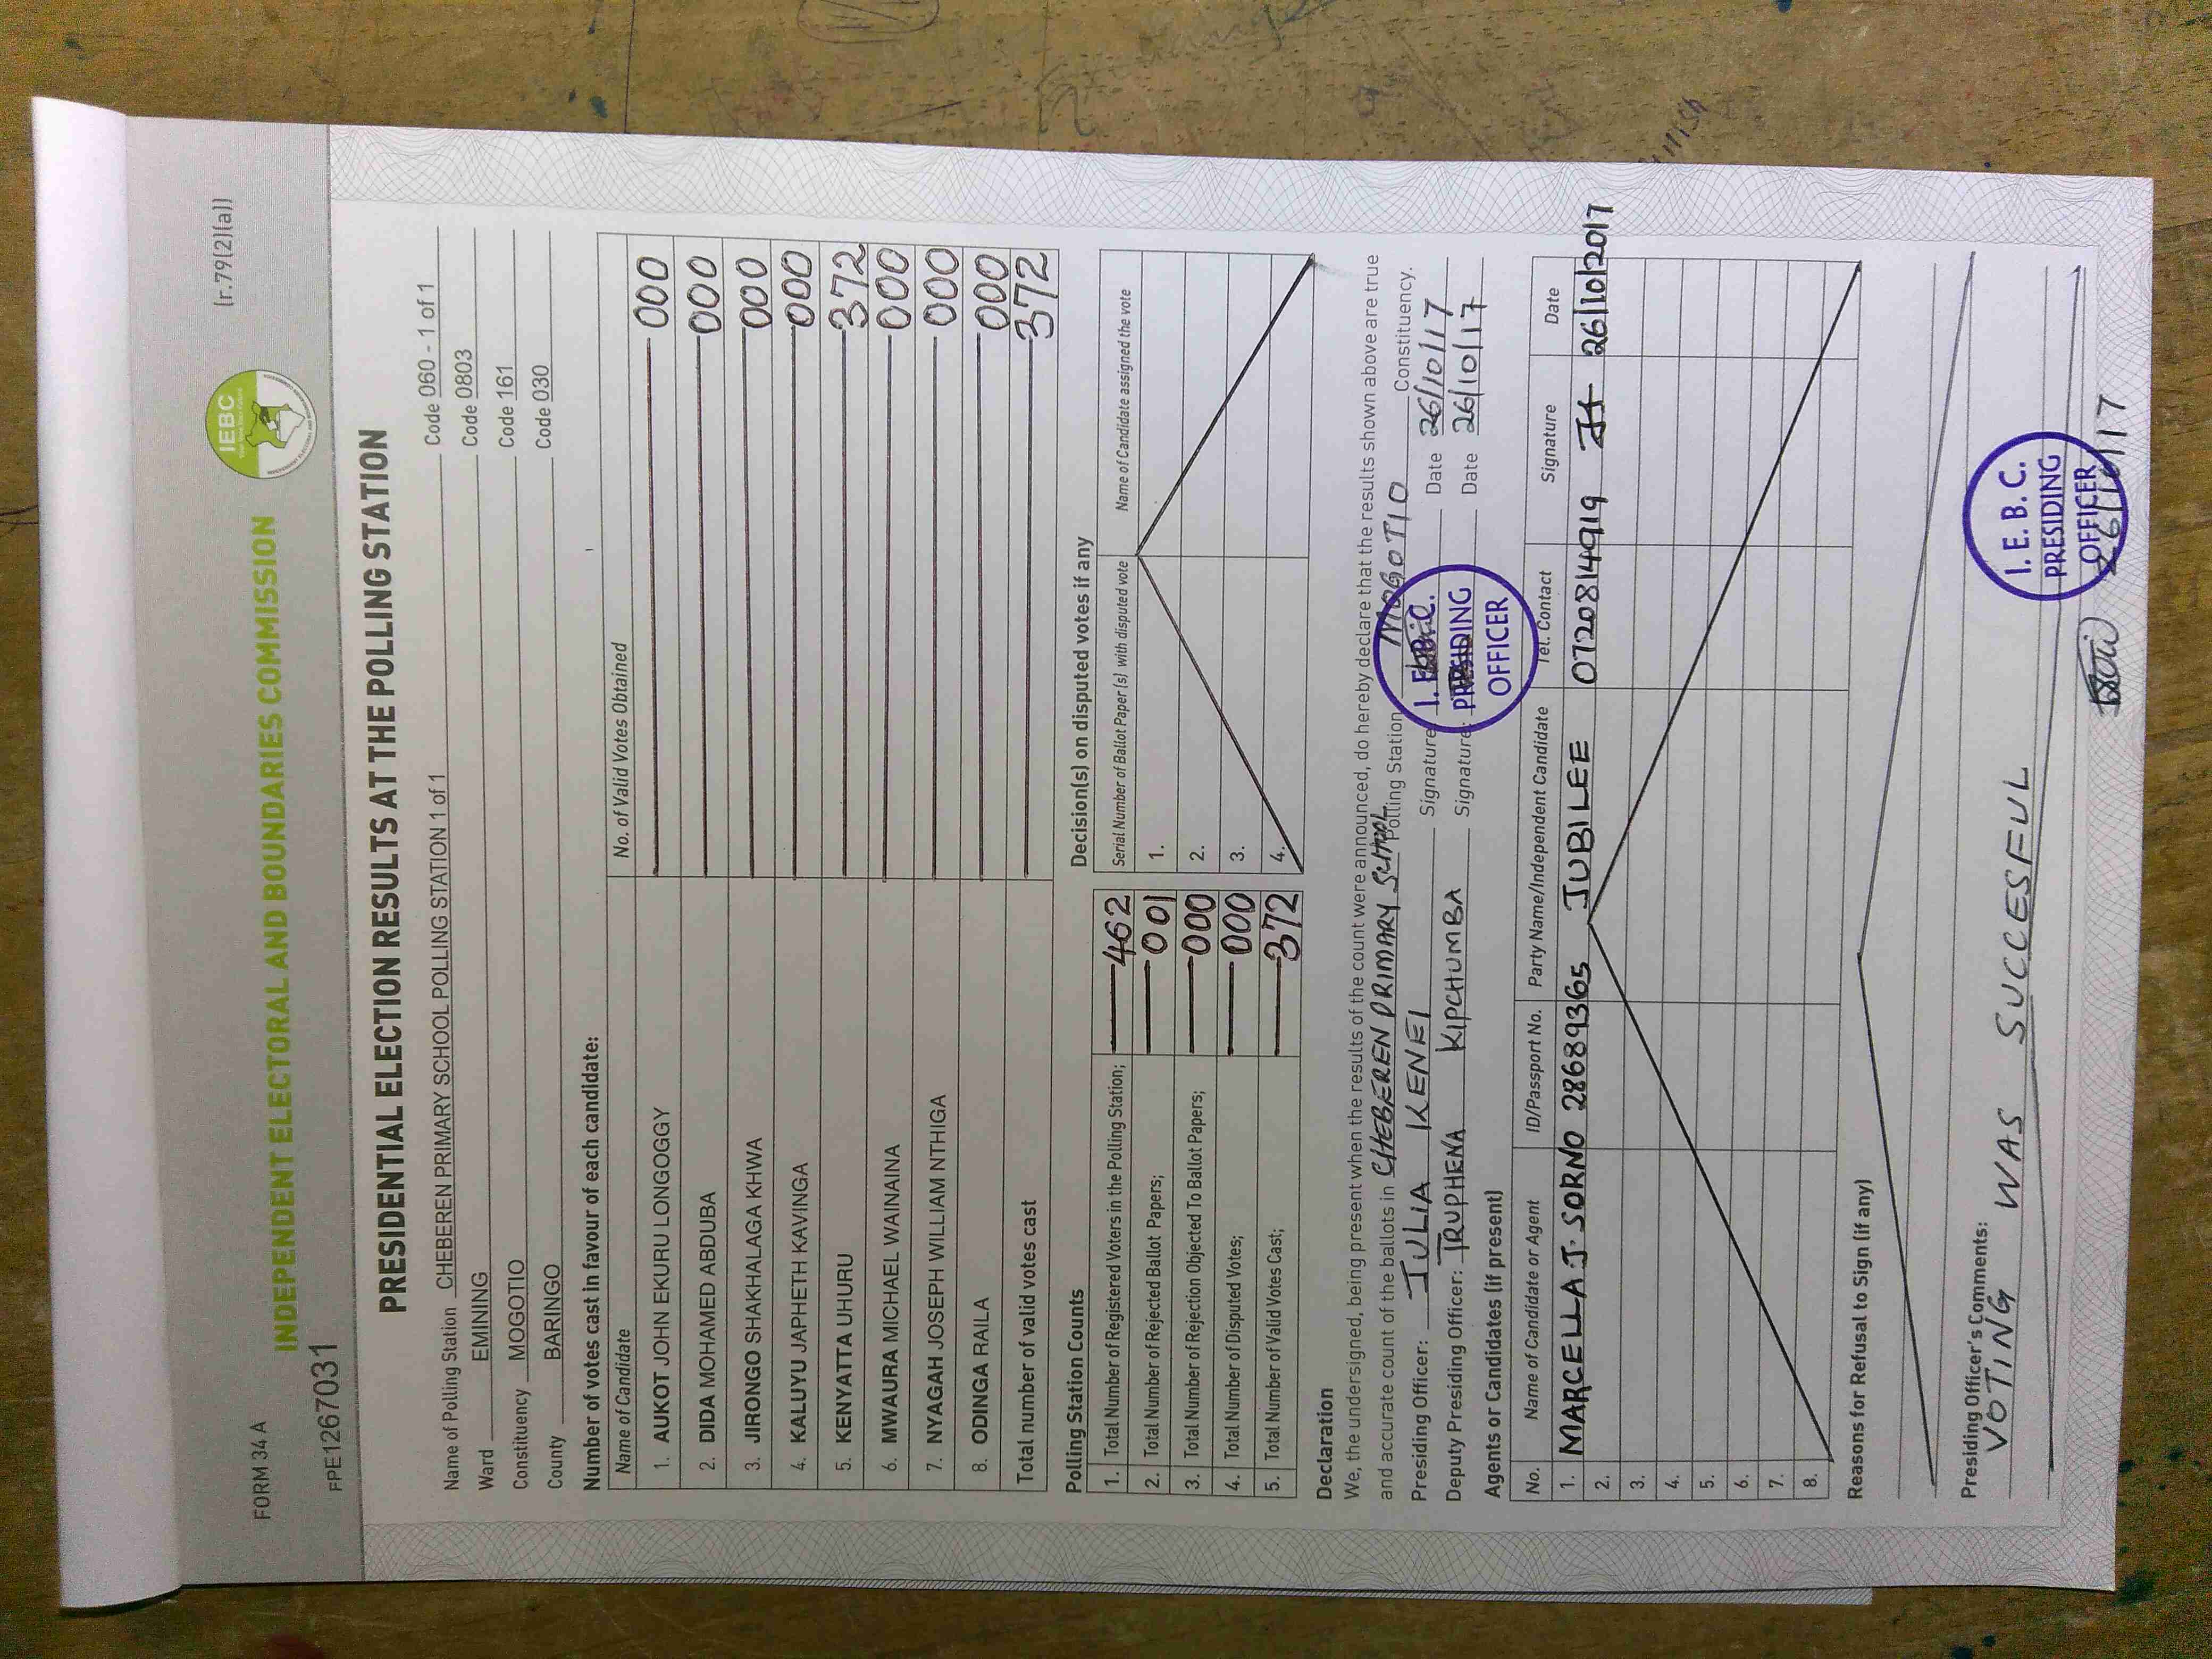 FORM 34 A
(r.79(2)(a))
IEBC
INDEPENDENT ELECTORAL AND BOUNDARIES COMMISSION
FPE1267031
PRESIDENTIAL ELECTION RESULTS AT THE POLLING STATION
Name of Polling Station CHEBEREN PRIMARY SCHOOL POLLING STATION 1 of 1 Code 060 - 1 of 1
Ward EMINING Code 0803
Constituency MOGOTIO Code 161
County BARINGO Code 030
Number of votes cast in favour of each candidate:
Name of Candidate No. of Valid Votes Obtained
1. AUKOT JOHN EKURU LONGOGGY 000
2. DIDA MOHAMED ABDUBA 000
3. JIRONGO SHAKHALAGA KHWA 000
4. KALUYU JAPHETH KAVINGA 000
5. KENYATTA UHURU 372
6. MWAURA MICHAEL WAINAINA 000
7. NYAGAH JOSEPH WILLIAM NTHIGA 000
8. ODINGA RAILA 000
Total number of valid votes cast 372
Polling Station Counts
1. Total Number of Registered Voters in the Polling Station; 462
2. Total Number of Rejected Ballot Papers; 001
3. Total Number of Rejection Objected To Ballot Papers; 000
4. Total Number of Disputed Votes; 000
5. Total Number of Valid Votes Cast; 372
Decision(s) on disputed votes if any
Serial Number of Ballot Paper(s) with disputed vote Name of Candidate assigned the vote
1.
2.
3.
4.
Declaration
We, the undersigned, being present when the results of the count were announced, do hereby declare that the results shown above are true
and accurate count of the ballots in CHEBEREN PRIMARY SCHOOL Polling Station MOGOTIO Constituency.
Presiding Officer: JULIA KENEI Signature Date 26/10/17
Deputy Presiding Officer: TRUPHENA KIPCHUMBA Signature Date 26/10/17
I.E.B.C.
PRESIDING
OFFICER
Agents or Candidates (if present)
No. Name of Candidate or Agent ID/Passport No. Party Name/Independent Candidate Tel. Contact Signature Date
1. MARCELLA J. SORNO 286893665 JUBILEE 0720814919 26/10/2017
2.
3.
4.
5.
6.
7.
8.
Reasons for Refusal to Sign (if any)
Presiding Officer's Comments:
VOTING WAS SUCCESSFUL
I. E. B. C.
PRESIDING
OFFICER
26/10/17